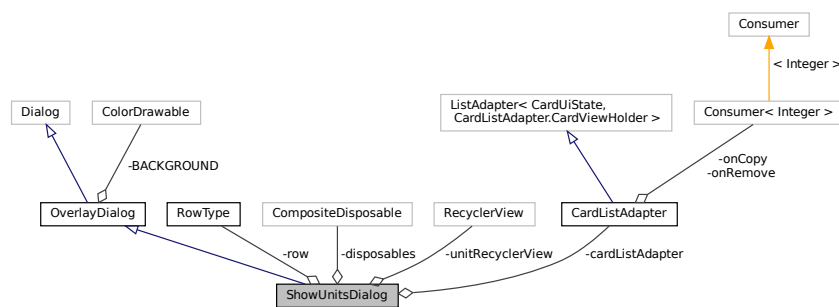 Consumer
< Integer >
Dialog
ColorDrawable
ListAdapter< CardUiState,
CardListAdapter.CardViewHolder >
Consumer< Integer >
-BACKGROUND
-onCopy
-onRemove
OverlayDialog
RowType
CompositeDisposable
RecyclerView
CardListAdapter
-row
-disposables
-unitRecyclerView
-cardListAdapter
ShowUnitsDialog